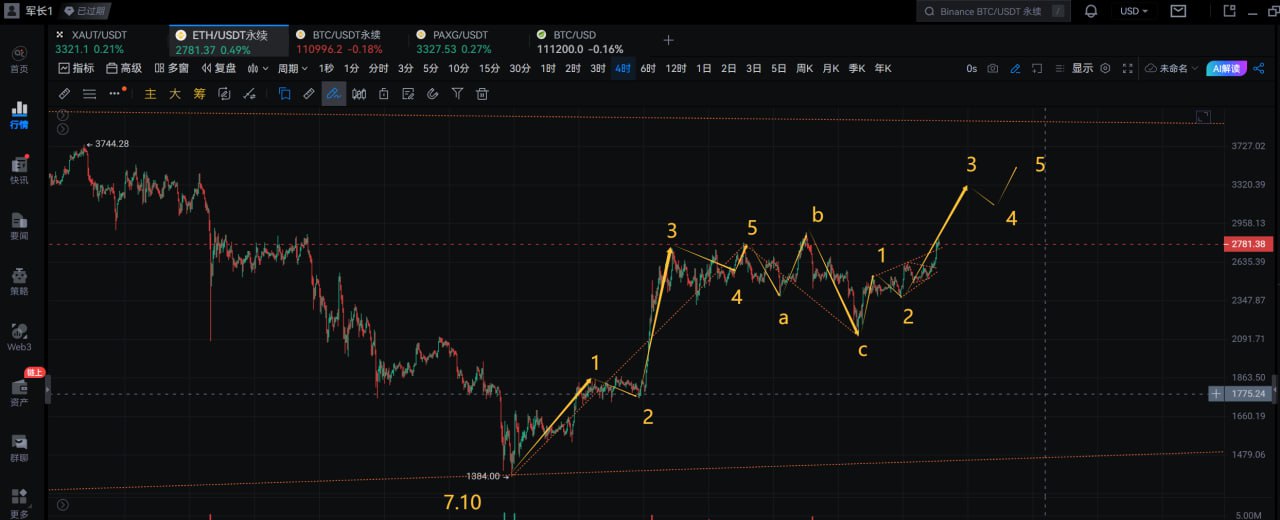 军长1 已过期
Binance BTC/USDT 永续 / USD
XAUT/USDT ETH/USDT永续 BTC/USDT永续 PAXG/USDT BTC/USD
3321.1 0.21% 2781.37 0.49% 110996.2 -0.18% 3327.53 0.27% 111200.0 -0.16%
首页
指标 高级 多窗 复盘 周期 1秒 1分 分时 3分 5分 10分 15分 30分 1时 2时 3时 4时 6时 12时 1日 2日 3日 5日 周K 月K 季K 年K 0s 显示 未命名 AI解读
主 大 筹
行情
快讯
要闻
策略
Web3
链上
资产
群聊
更多
3744.28
3727.02
3 5
3320.39
4
b
2958.13
3 5
2781.38
1
2635.39
4 a
2347.87
2
2091.71
c
1
1863.50
1775.24
2
1660.19
1384.00
1479.06
7.10
5.00M